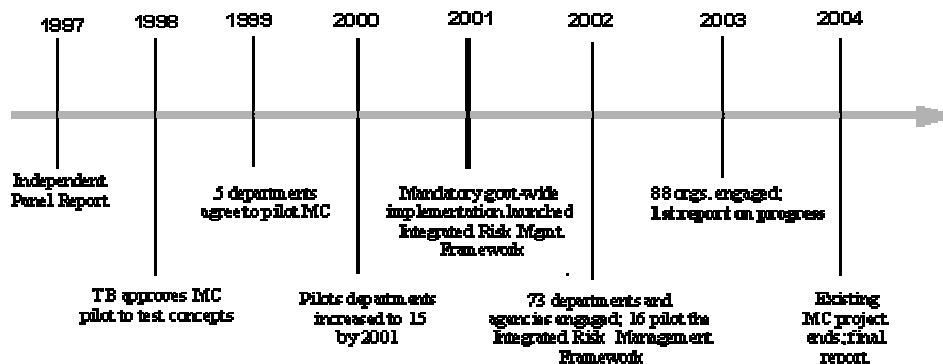 1997
1998
1999
2000
2001
2002
2003
2004
Independent
Panel Report
TB approves MC
pilot to test concepts
5 departments
agree to pilot MC
Pilots departments
increased to 15
by 2001
Mandatory govt-wide
implementation launched
Integrated Risk Mgmt.
Framework
73 departments and
agencies engaged; 16 pilot the
Integrated Risk Management
Framework
88 orgs. engaged;
1st report on progress
Existing
MC project
ends; final
report